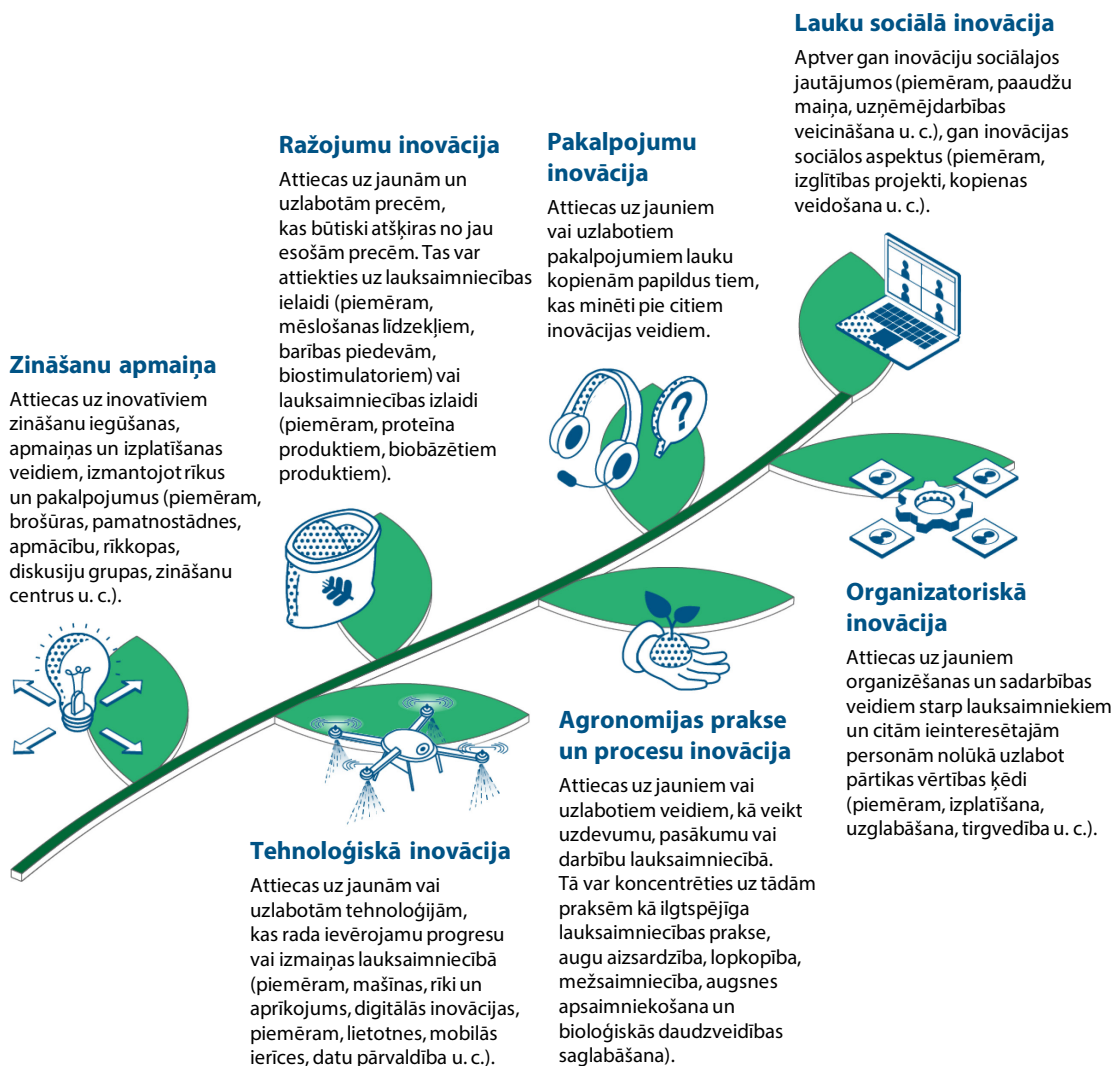 Lauku sociālā inovācija
Aptver gan inovāciju sociālajos
jautājumos (piemēram, paaudžu
maiņa, uzņēmējdarbības
veicināšana u. c.), gan inovācijas
sociālos aspektus (piemēram,
izglītības projekti, kopienas
veidošana u. c.).
Ražojumu inovācija
Attiecas uz jaunām un
uzlabotām precēm,
kas būtiski atšķiras no jau
esošām precēm. Tas var
attiekties uz lauksaimniecības
ielaidi (piemēram,
mēslošanas līdzekļiem,
barības piedevām,
biostimulatoriem) vai
lauksaimniecības izlaidi
(piemēram, proteīna
produktiem, biobāzētiem
produktiem).
Pakalpojumu
inovācija
Attiecas uz jauniem
vai uzlabotiem
pakalpojumiem lauku
kopienām papildus tiem,
kas minēti pie citiem
inovācijas veidiem.
Zināšanu apmaiņa
Attiecas uz inovatīviem
zināšanu iegūšanas,
apmaiņas un izplatīšanas
veidiem, izmantojot rīkus
un pakalpojumus (piemēram,
brošūras, pamatnostādnes,
apmācību, rīkkopas,
diskusiju grupas, zināšanu
centrus u. c.).
?
Organizatoriskā
inovācija
Attiecas uz jauniem
organizēšanas un sadarbības
veidiem starp lauksaimniekiem
un citām ieinteresētajām
personām nolūkā uzlabot
pārtikas vērtības ķēdi
(piemēram, izplatīšana,
uzglabāšana, tirgvedība u. c.).
Agronomijas prakse
un procesu inovācija
Attiecas uz jauniem vai
uzlabotiem veidiem, kā veikt
uzdevumu, pasākumu vai
darbību lauksaimniecībā.
Tā var koncentrēties uz tādām
praksēm kā ilgtspējīga
lauksaimniecības prakse,
augu aizsardzība, lopkopība,
mežsaimniecība, augsnes
apsaimniekošana un
bioloģiskās daudzveidības
saglabāšana).
Tehnoloģiskā inovācija
Attiecas uz jaunām vai
uzlabotām tehnoloģijām,
kas rada ievērojamu progresu
vai izmaiņas lauksaimniecībā
(piemēram, mašīnas, rīki un
aprīkojums, digitālās inovācijas,
piemēram, lietotnes, mobilās
ierīces, datu pārvaldība u. c.).